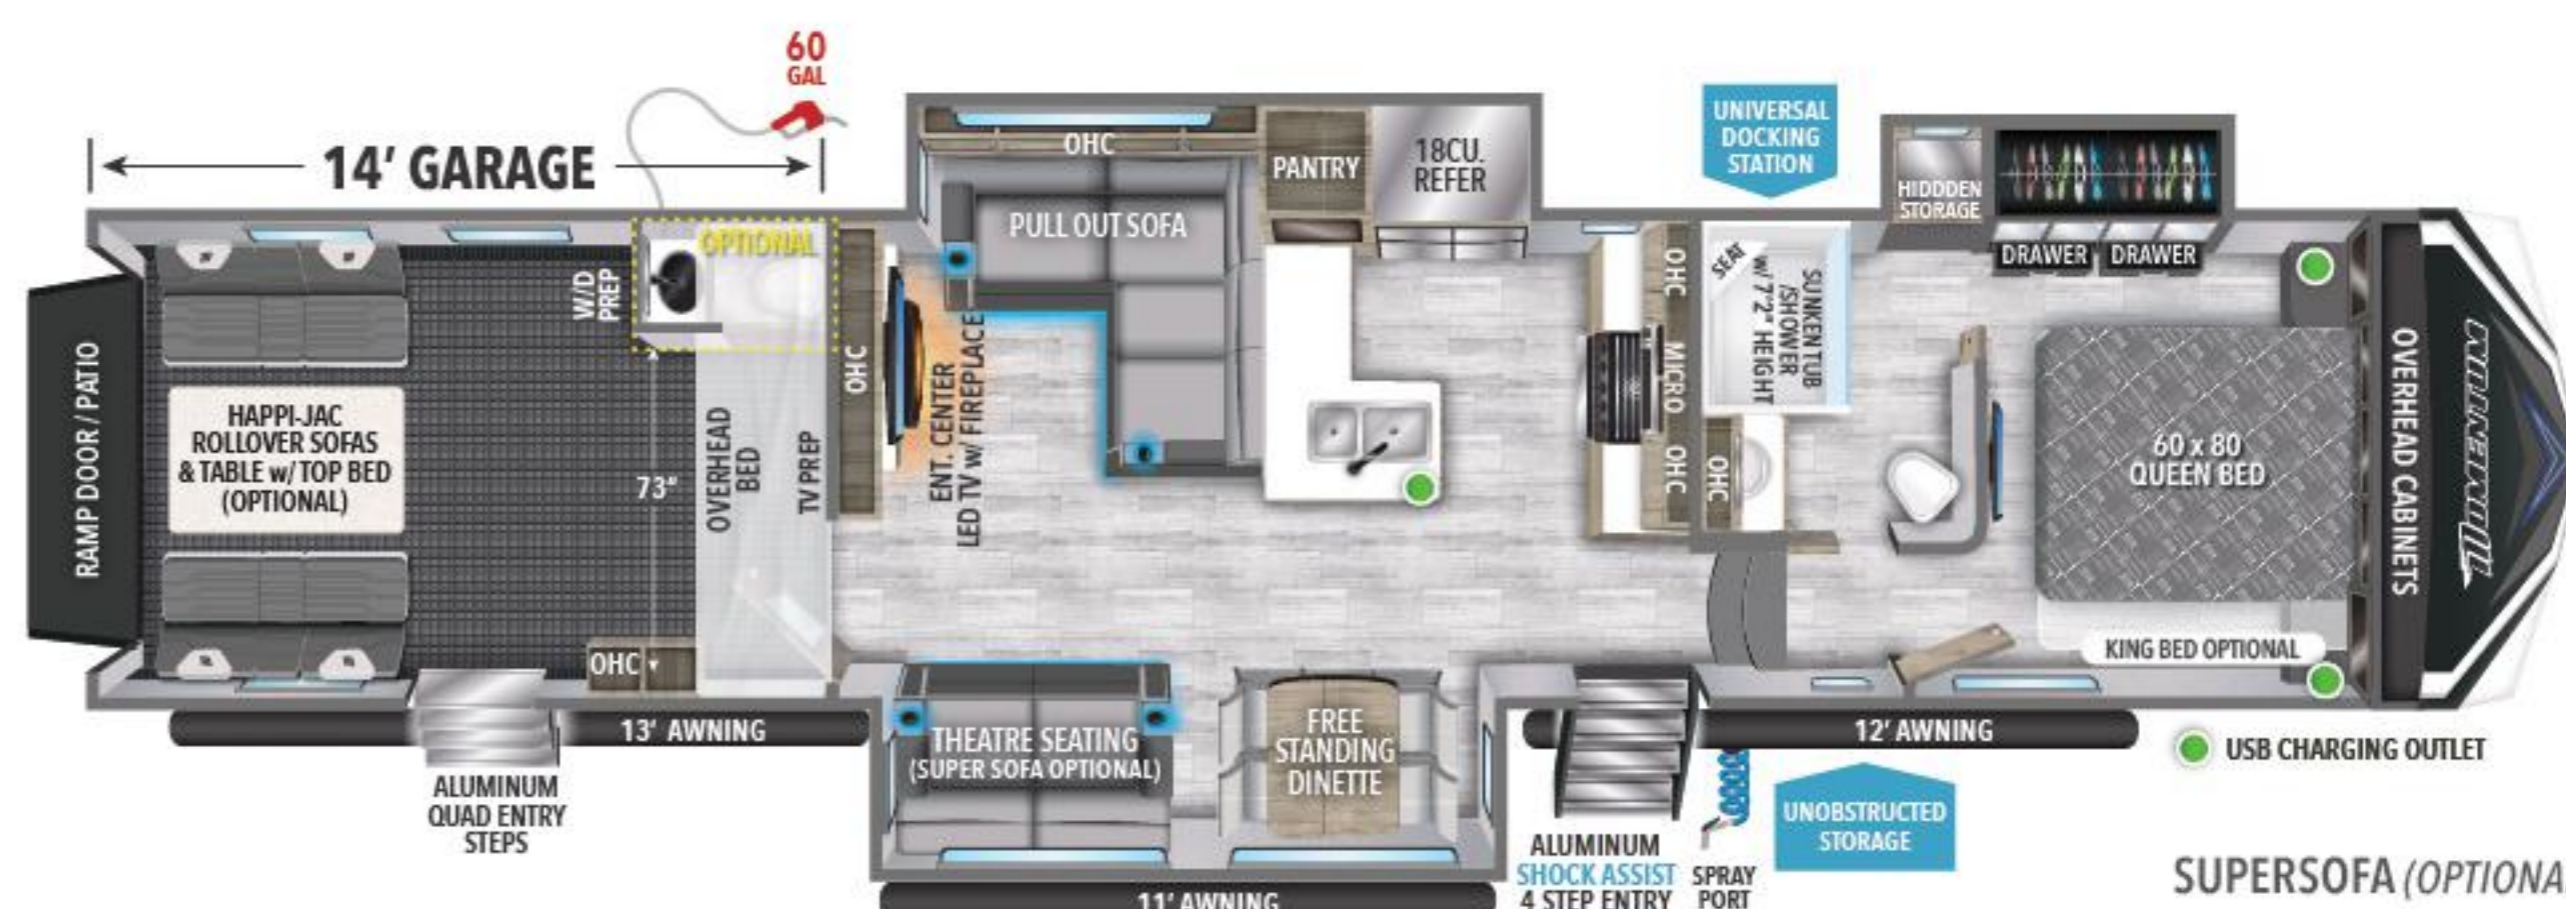 60
GAL
14' GARAGE
OPTIONAL
W/D
PREP
RAMP DOOR / PATIO
HAPPI-JAC
ROLLOVER SOFAS
& TABLE w/ TOP BED
(OPTIONAL)
73"
OVERHEAD
BED
TV PREP
OHC
OHC
13' AWNING
ALUMINUM
QUAD ENTRY
STEPS
OHC
PULL OUT SOFA
PANTRY
18CU.
REFER
ENT. CENTER
LED TV w/ FIREPLACE
THEATRE SEATING
(SUPER SOFA OPTIONAL)
FREE
STANDING
DINETTE
11' AWNING
OHC
MICRO
OHC
UNIVERSAL
DOCKING
STATION
SEAT
SUNKEN TUB
/SHOWER
w/ 7'2" HEIGHT
OHC
HIDDDEN
STORAGE
DRAWER
DRAWER
60 x 80
QUEEN BED
KING BED OPTIONAL
OVERHEAD CABINETS
MOMENTUM
12' AWNING
USB CHARGING OUTLET
ALUMINUM
SHOCK ASSIST
4 STEP ENTRY
SPRAY
PORT
UNOBSTRUCTED
STORAGE
SUPERSOFA (OPTIONA